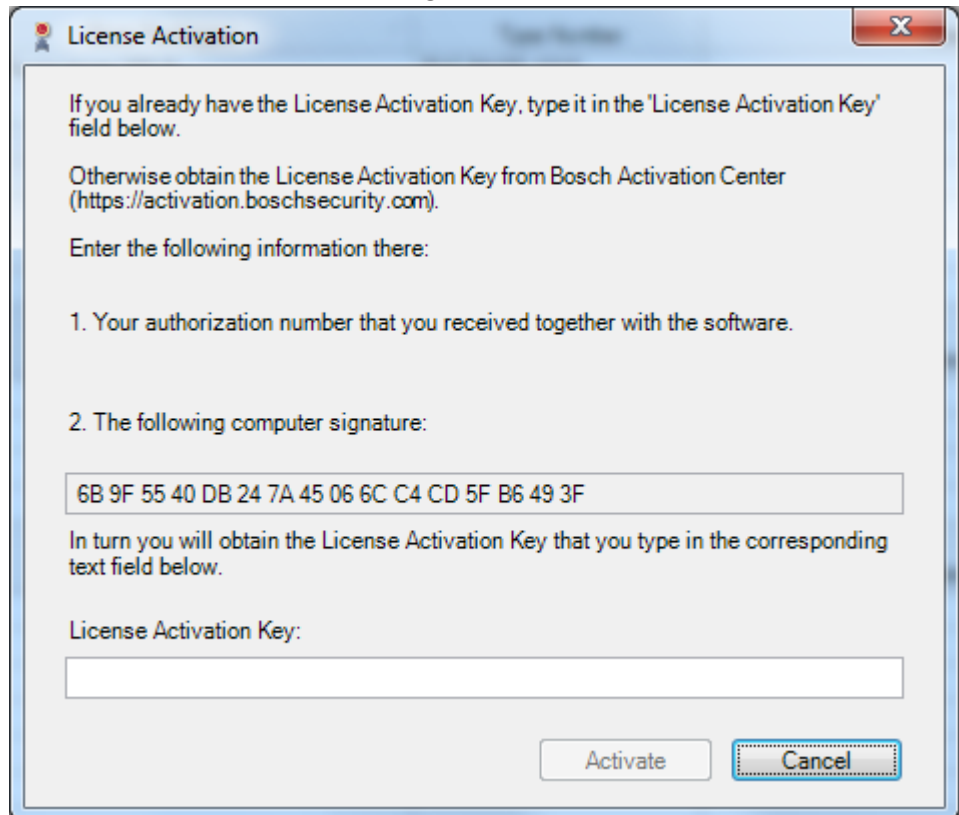 License Activation
If you already have the License Activation Key, type it in the 'License Activation Key'
field below.
Otherwise obtain the License Activation Key from Bosch Activation Center
(https://activation.boschsecurity.com).
Enter the following information there:
1. Your authorization number that you received together with the software.
2. The following computer signature:
6B 9F 55 40 DB 24 7A 45 06 6C C4 CD 5F B6 49 3F
In turn you will obtain the License Activation Key that you type in the corresponding
text field below.
License Activation Key:
Activate Cancel